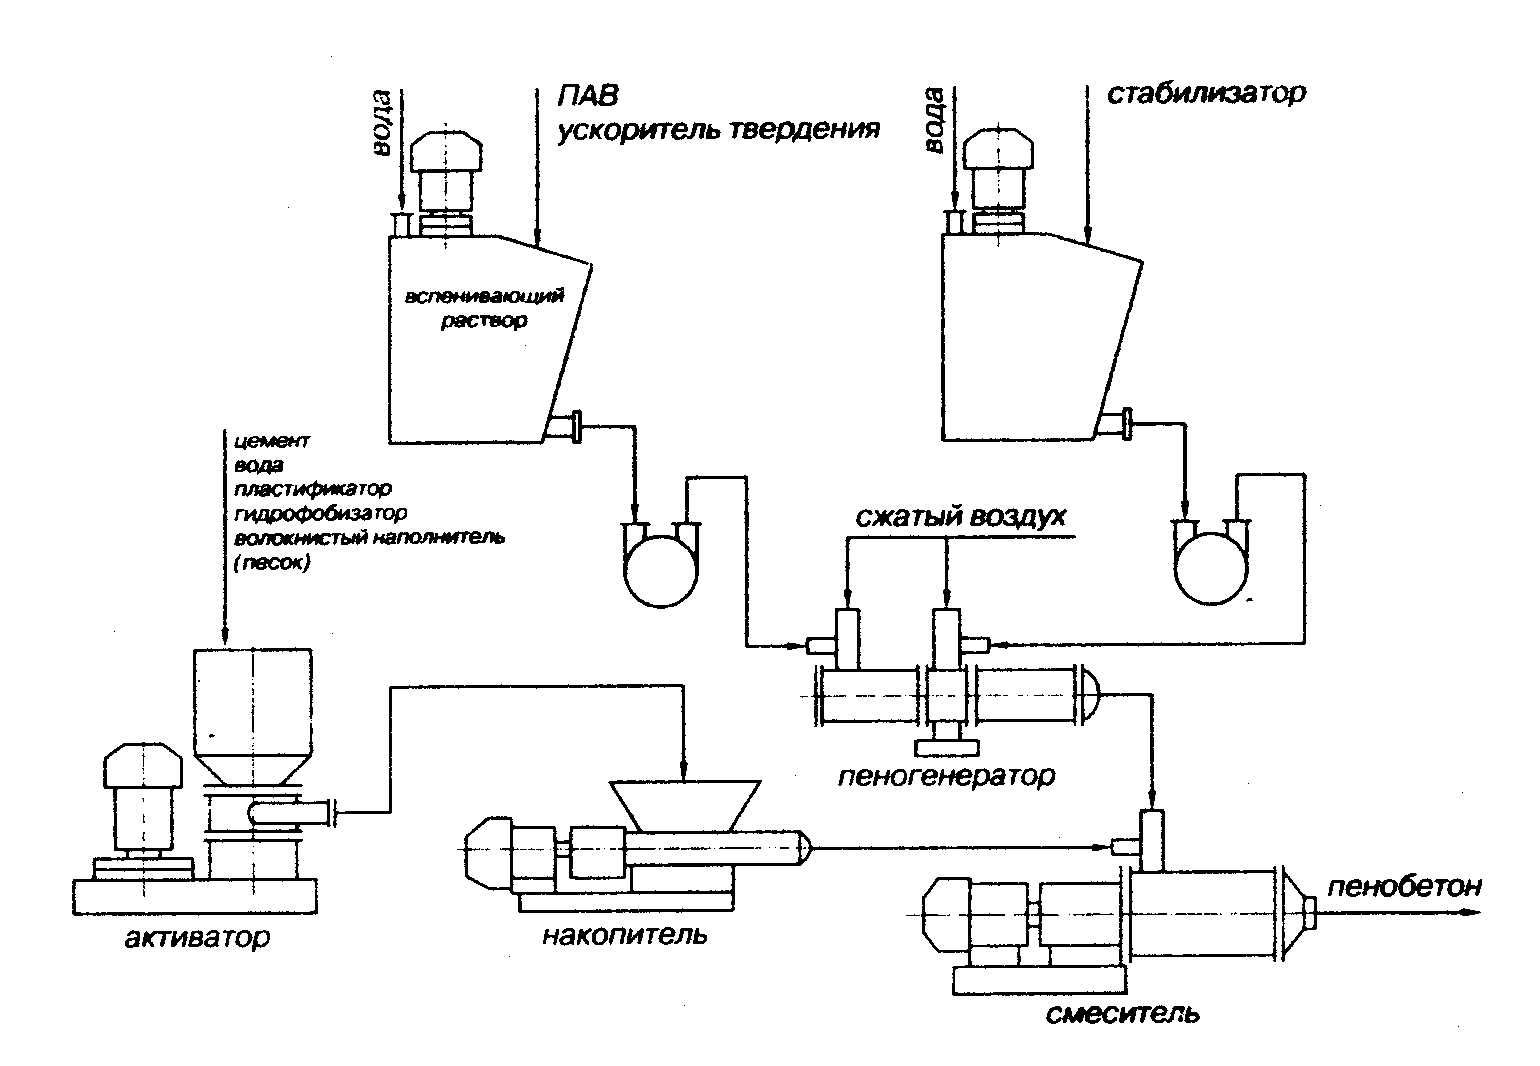 вода
ПАВ
ускоритель твердения
вода
стабилизатор
вспенивающий
раствор
цемент
вода
пластификатор
гидрофобизатор
волокнистый наполнитель
(песок)
сжатый воздух
пеногенератор
пенобетон
активатор
накопитель
смеситель